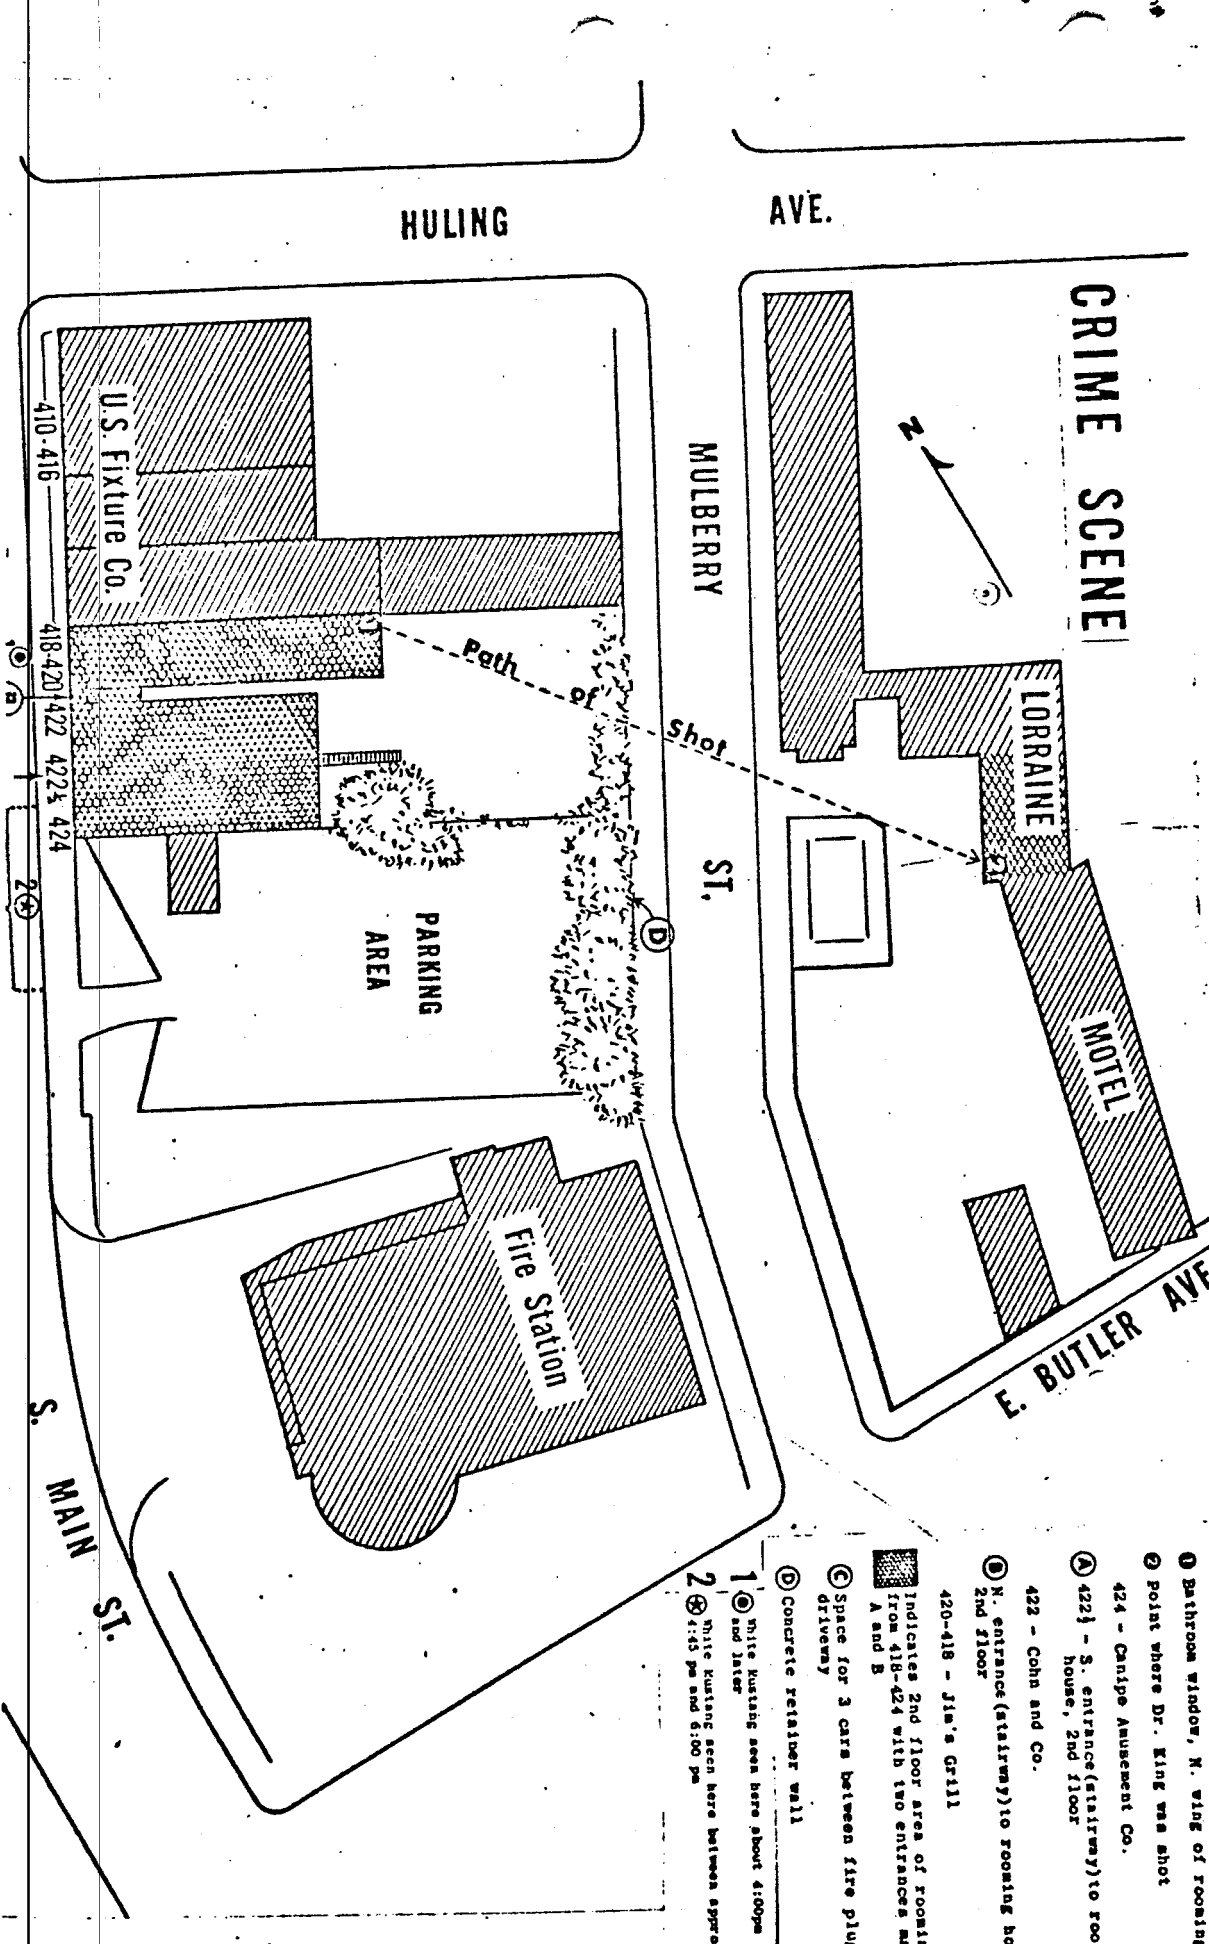 CRIME SCENE
HULING AVE.
MULBERRY ST.
N
LORRAINE
MOTEL
E. BUTLER AVE
Path of Shot
2
D
U.S. Fixture Co.
410-416
418-420
422
422½
424
2
PARKING
AREA
Fire Station
S. MAIN ST.
1 Bathroom window, N. wing of rooming
2 Point where Dr. King was shot
424 - Canipe Amusement Co.
A 422½ - S. entrance(stairway)to roo
house, 2nd floor
422 - Cohn and Co.
B N. entrance(stairway)to rooming ho
2nd floor
420-418 - Jim's Grill
Indicates 2nd floor area of roomin
from 418-424 with two entrances ma
A and B
C Space for 3 cars between fire plug
driveway
D Concrete retainer wall
1 White Mustang seen here about 4:00pm
and later
2 White Mustang seen here between appro
4:45 pm and 6:00 pm